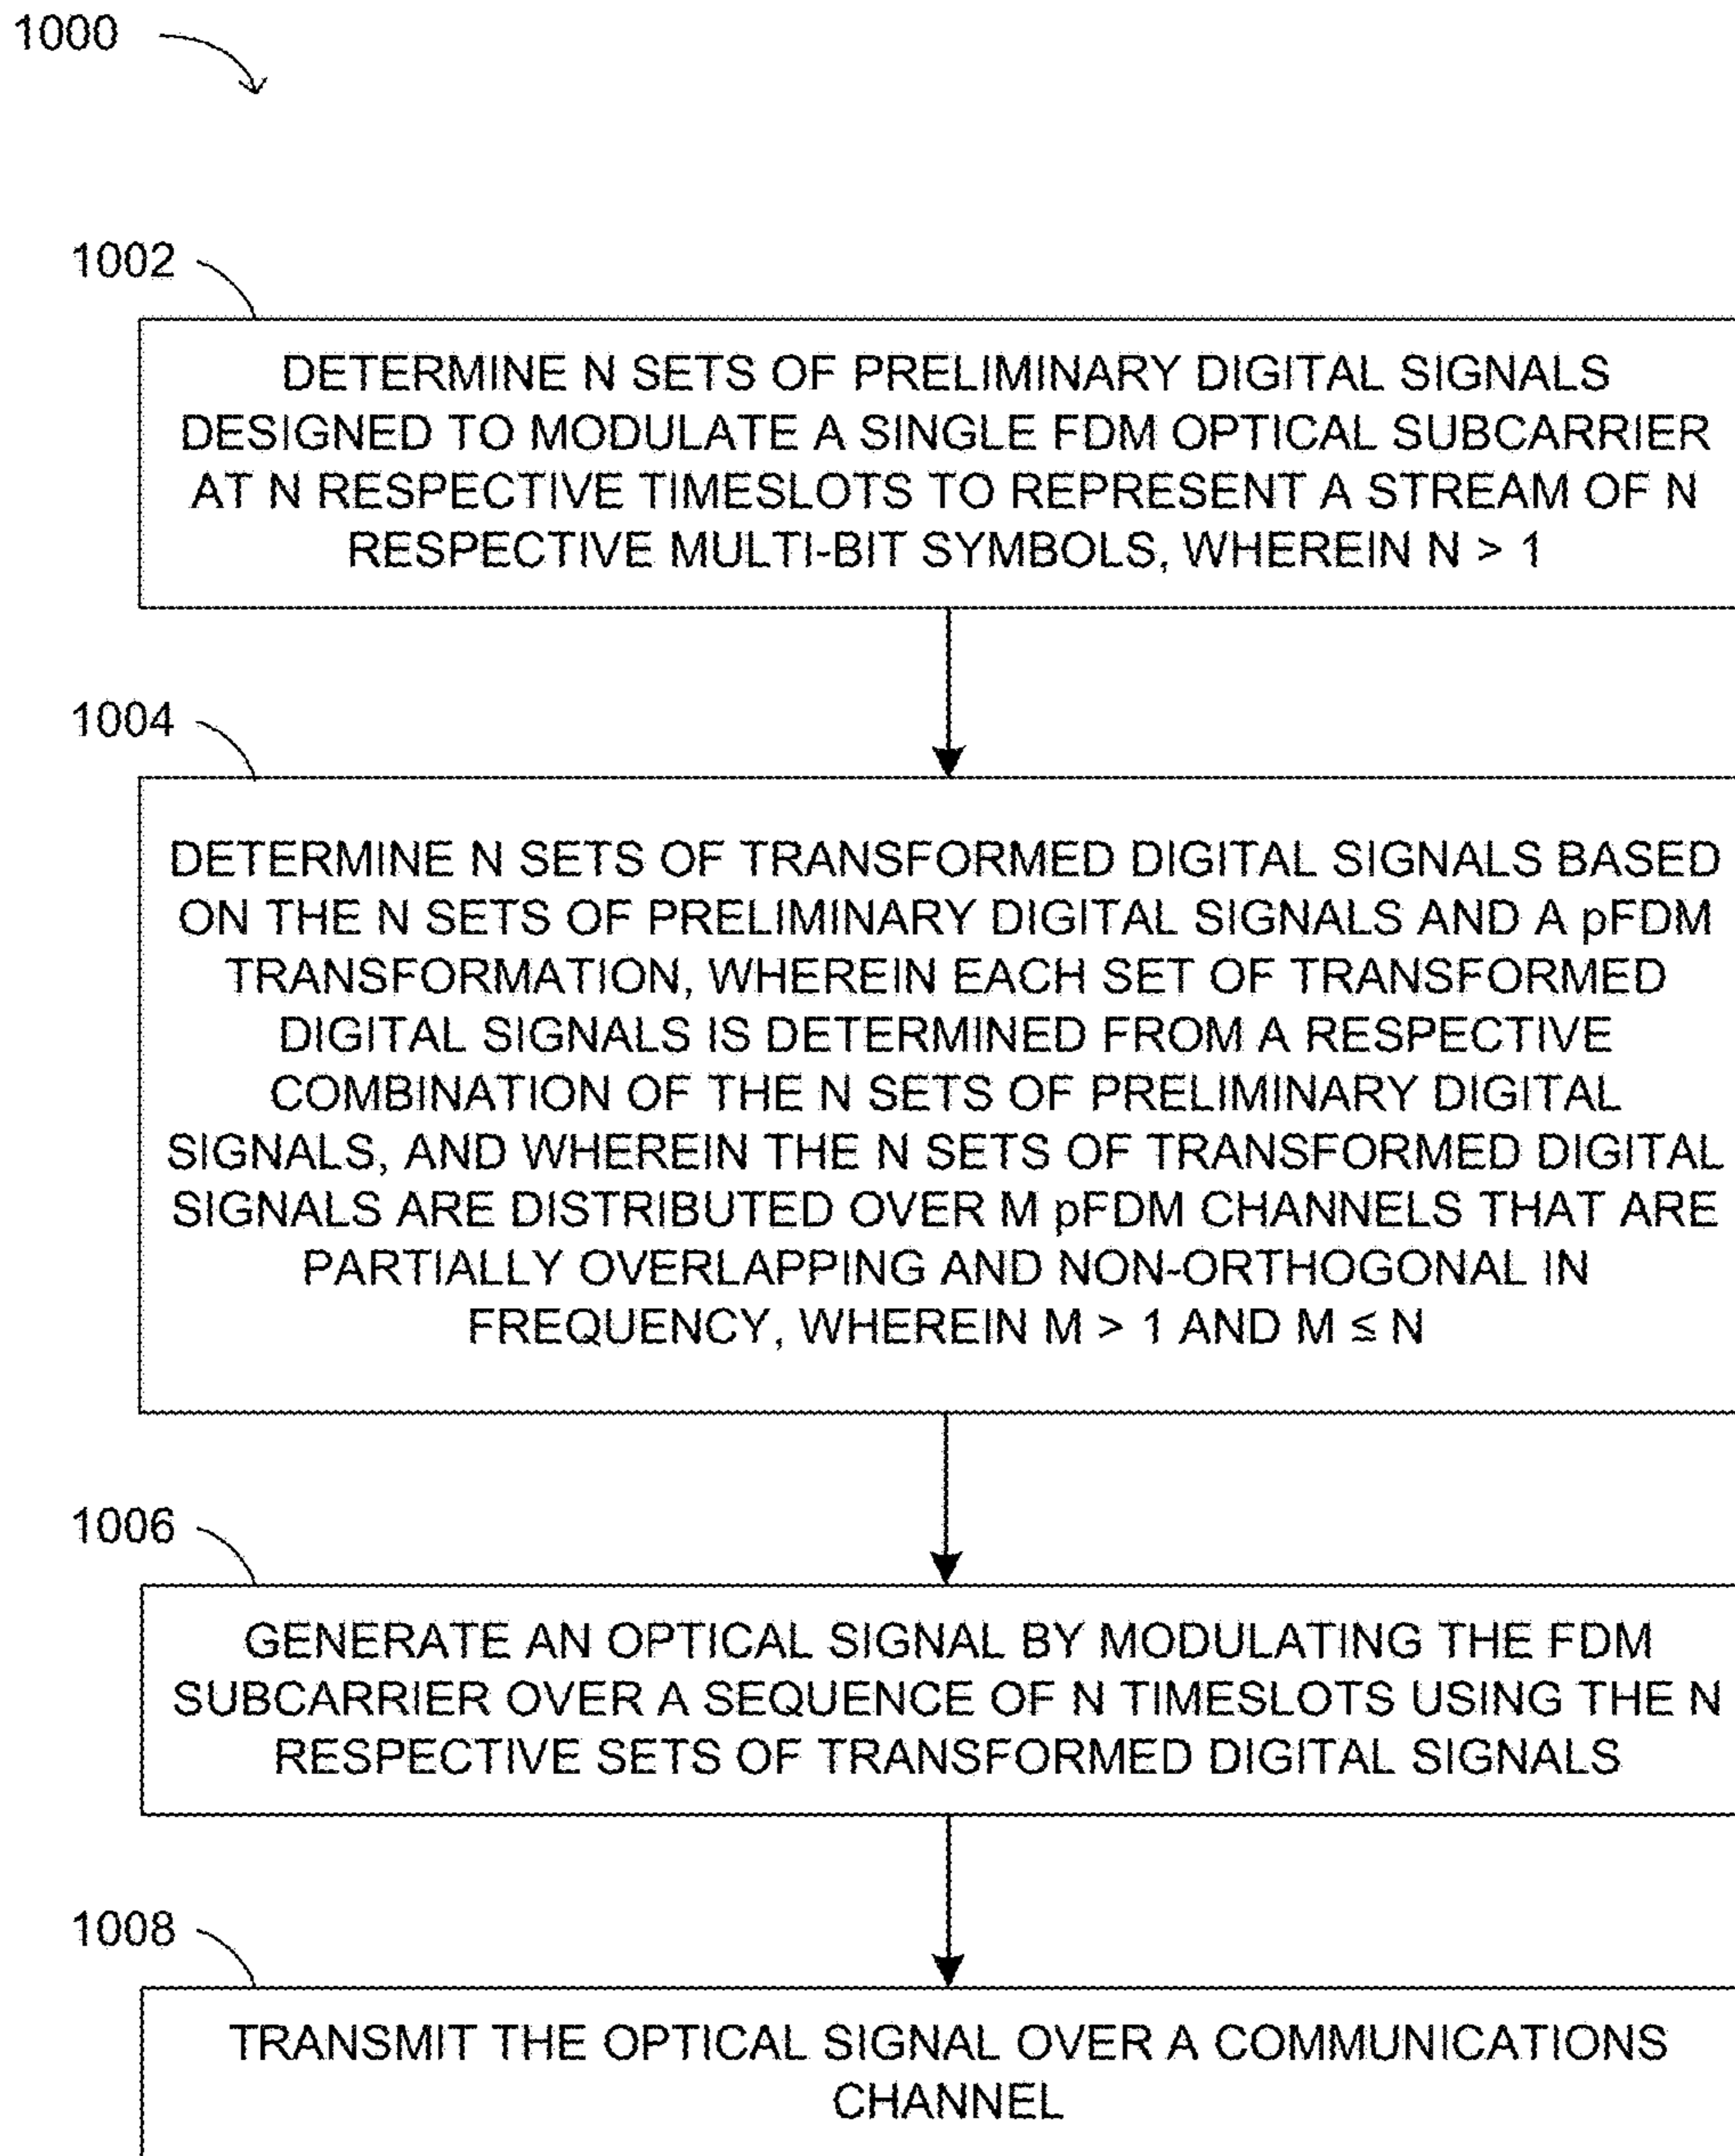 1000
1002
DETERMINE N SETS OF PRELIMINARY DIGITAL SIGNALS
DESIGNED TO MODULATE A SINGLE FDM OPTICAL SUBCARRIER
AT N RESPECTIVE TIMESLOTS TO REPRESENT A STREAM OF N
RESPECTIVE MULTI-BIT SYMBOLS, WHEREIN N > 1
1004
DETERMINE N SETS OF TRANSFORMED DIGITAL SIGNALS BASED
ON THE N SETS OF PRELIMINARY DIGITAL SIGNALS AND A pFDM
TRANSFORMATION, WHEREIN EACH SET OF TRANSFORMED
DIGITAL SIGNALS IS DETERMINED FROM A RESPECTIVE
COMBINATION OF THE N SETS OF PRELIMINARY DIGITAL
SIGNALS, AND WHEREIN THE N SETS OF TRANSFORMED DIGITAL
SIGNALS ARE DISTRIBUTED OVER M pFDM CHANNELS THAT ARE
PARTIALLY OVERLAPPING AND NON-ORTHOGONAL IN
FREQUENCY, WHEREIN M > 1 AND M ≤ N
1006
GENERATE AN OPTICAL SIGNAL BY MODULATING THE FDM
SUBCARRIER OVER A SEQUENCE OF N TIMESLOTS USING THE N
RESPECTIVE SETS OF TRANSFORMED DIGITAL SIGNALS
1008
TRANSMIT THE OPTICAL SIGNAL OVER A COMMUNICATIONS
CHANNEL